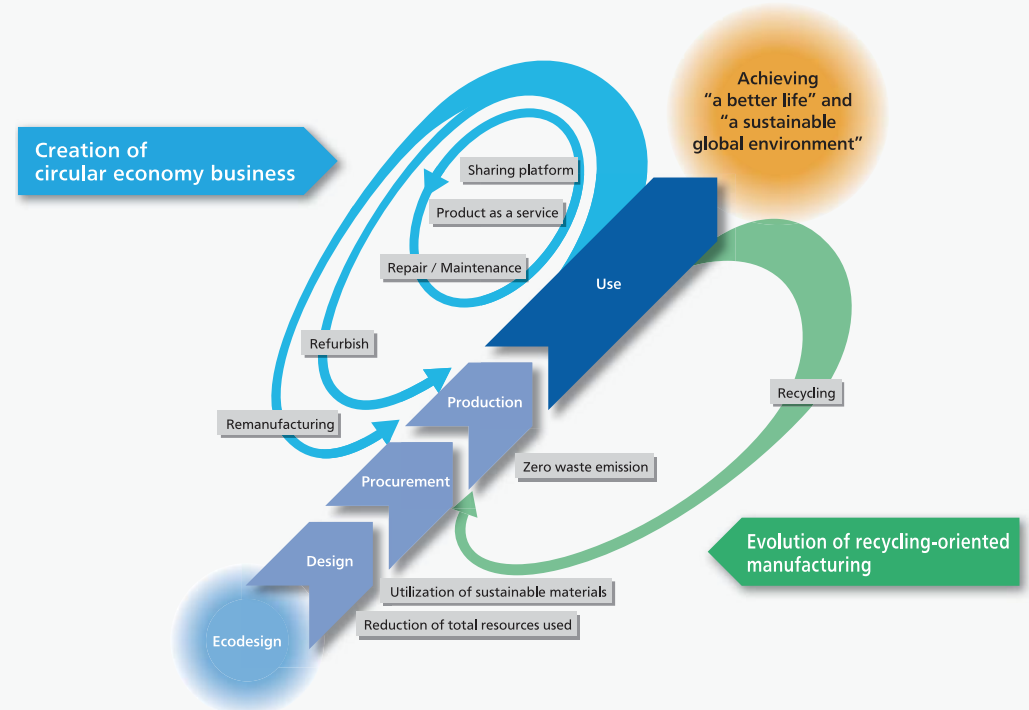 Achieving
“a better life” and
“a sustainable
global environment”
Creation of
circular economy business
Sharing platform
Product as a service
Repair / Maintenance
Use
Refurbish
Recycling
Production
Remanufacturing
Zero waste emission
Procurement
Evolution of recycling-oriented
manufacturing
Design
Utilization of sustainable materials
Reduction of total resources used
Ecodesign